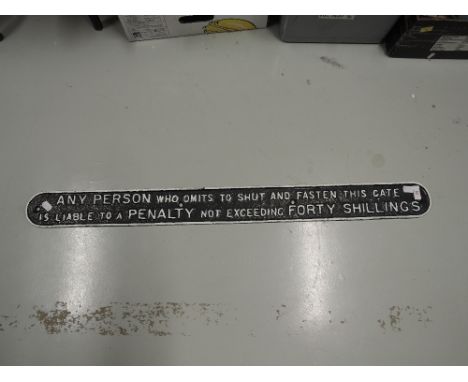 ANY PERSON WHO OMITS TO SHUT AND FASTEN THIS GATE
IS LIABLE TO A PENALTY NOT EXCEEDING FORTY SHILLINGS